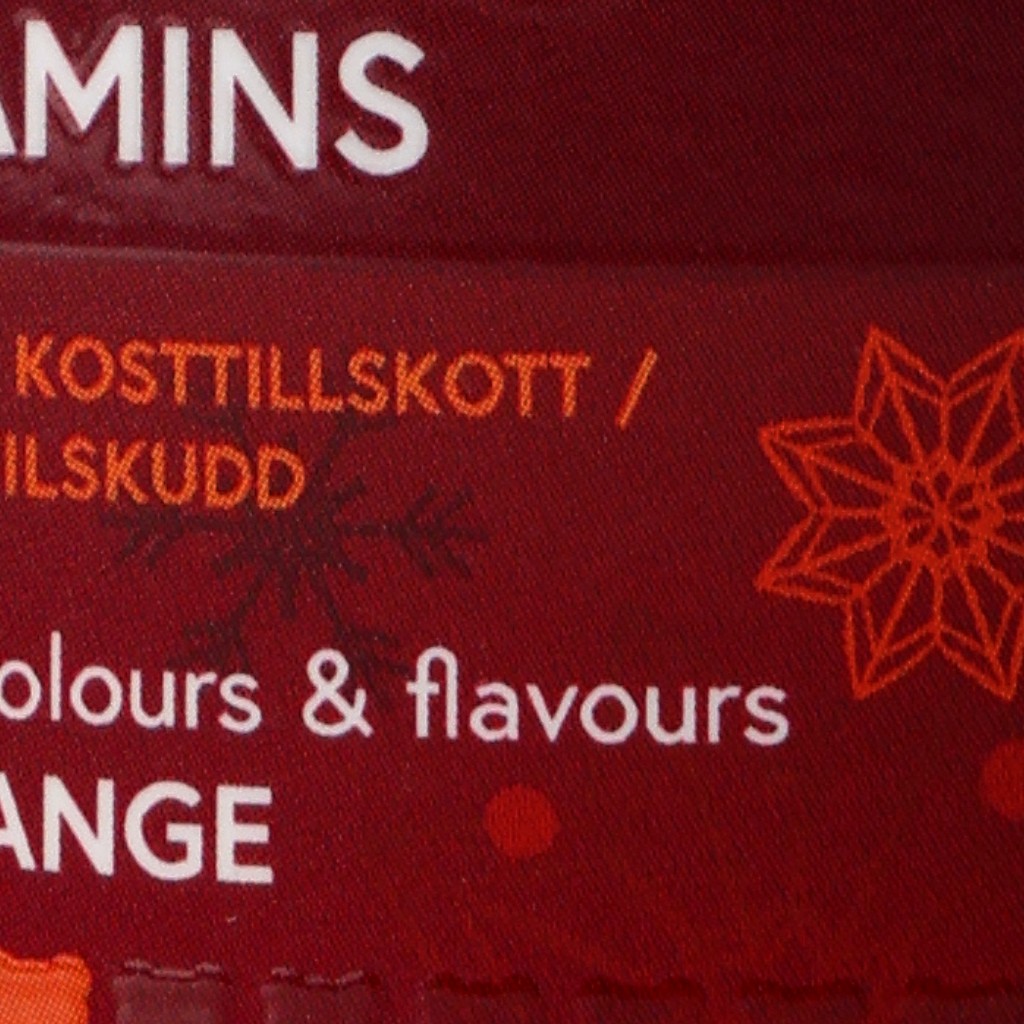 AMINS
KOSTTILLSKOTT /
ILSKUDD
olours & flavours
ANGE